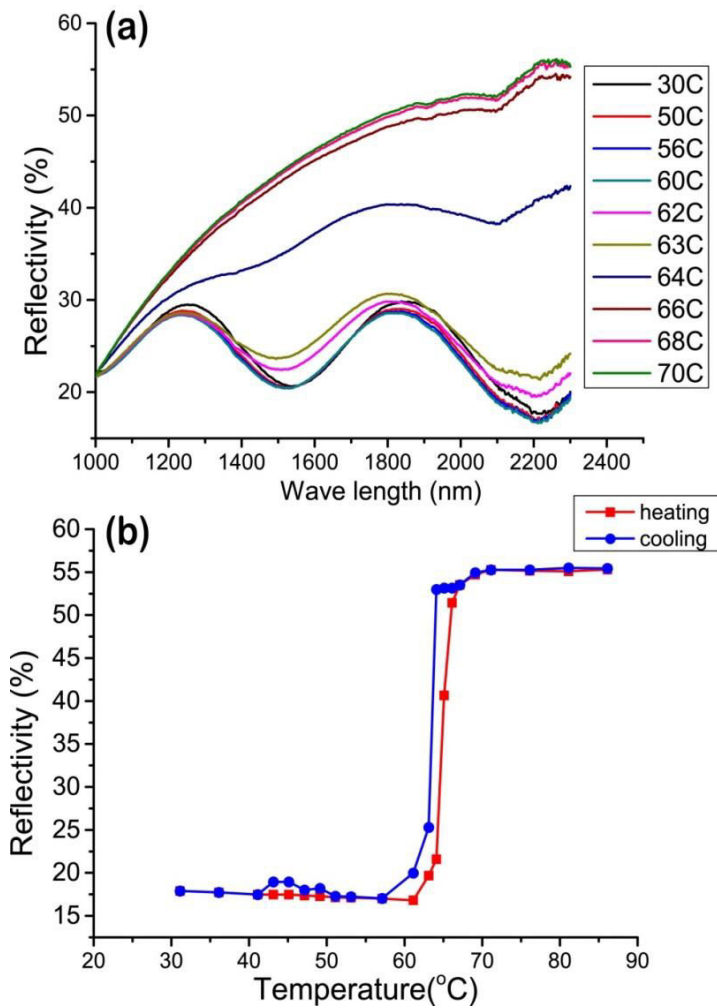 (a)
60
50
40
30
20
Reflectivity (%)
1000 1200 1400 1600 1800 2000 2200 2400
Wave length (nm)
30C
50C
56C
60C
62C
63C
64C
66C
68C
70C
(b)
heating
cooling
60
55
50
45
40
35
30
25
20
15
Reflectivity (%)
20 30 40 50 60 70 80 90
Temperature(°C)